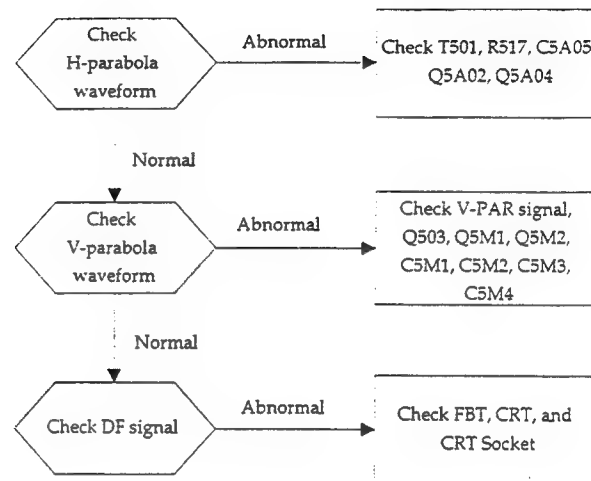 Check
H-parabola
waveform
Abnormal
Check T501, R517, C5A05
Q5A02, Q5A04
Normal
Check
V-parabola
waveform
Abnormal
Check V-PAR signal,
Q503, Q5M1, Q5M2,
C5M1, C5M2, C5M3,
C5M4
Normal
Check DF signal
Abnormal
Check FBT, CRT, and
CRT Socket